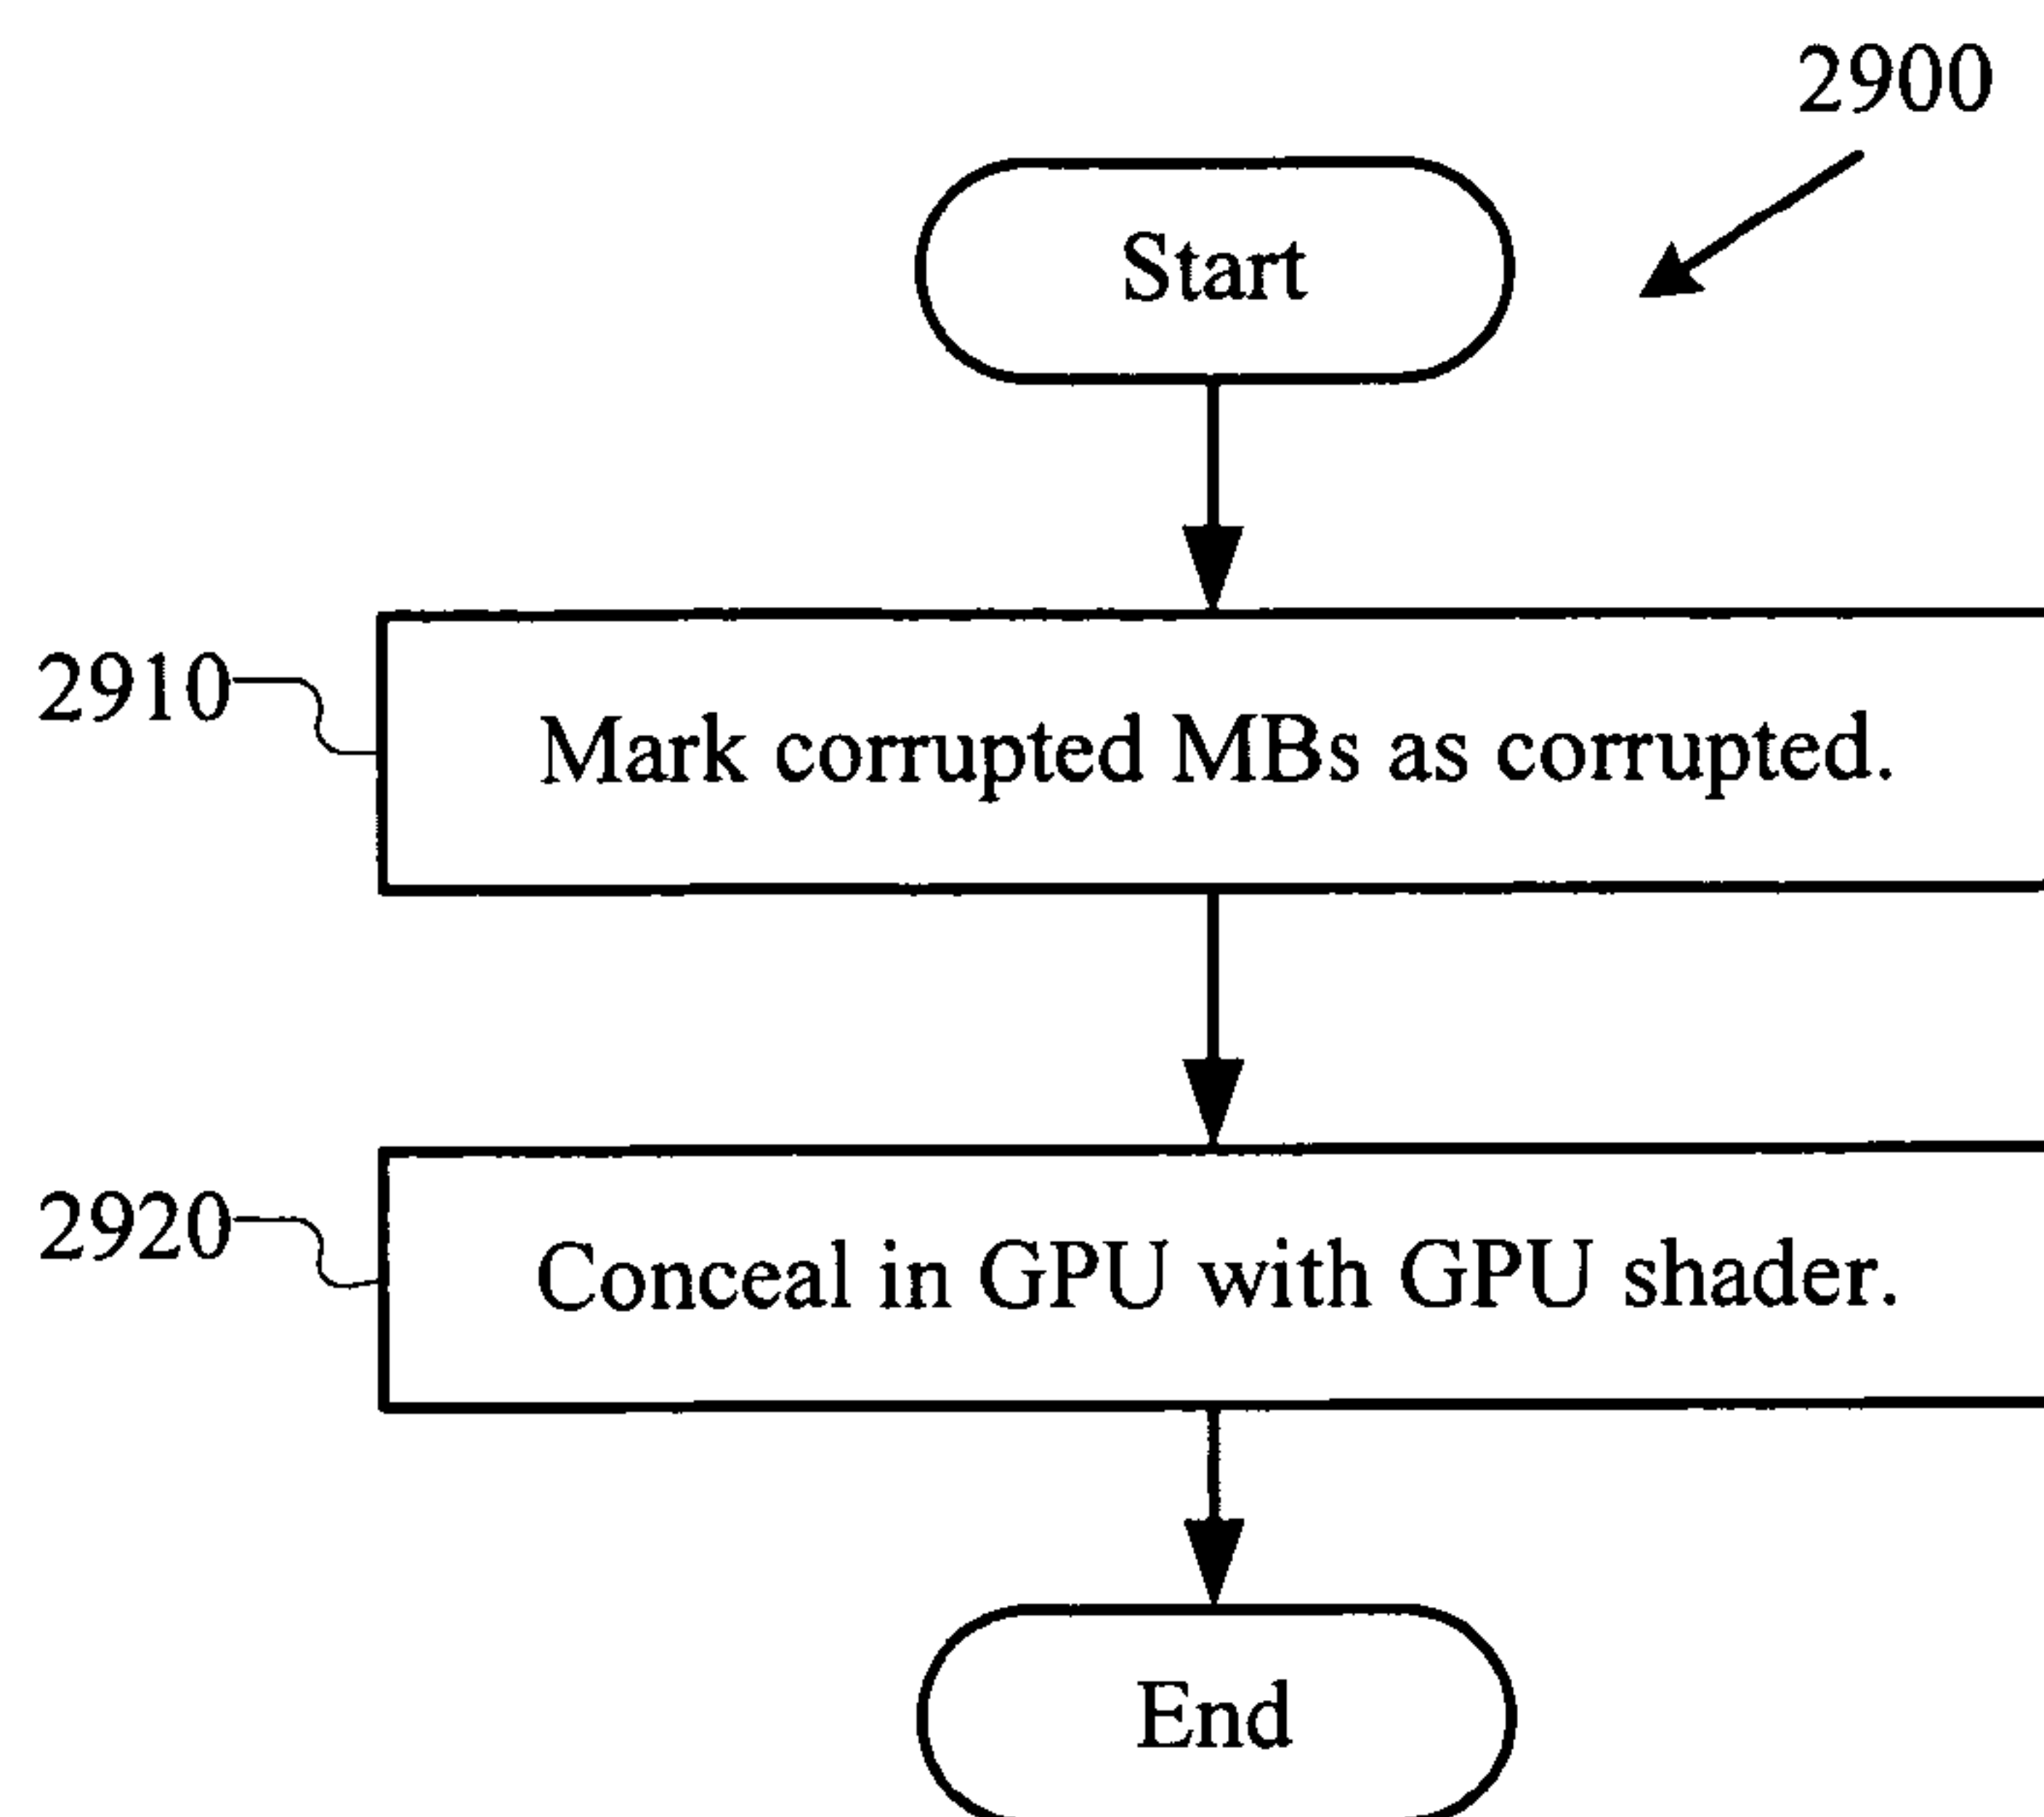 2900
Start
2910
Mark corrupted MBs as corrupted.
2920
Conceal in GPU with GPU shader.
End